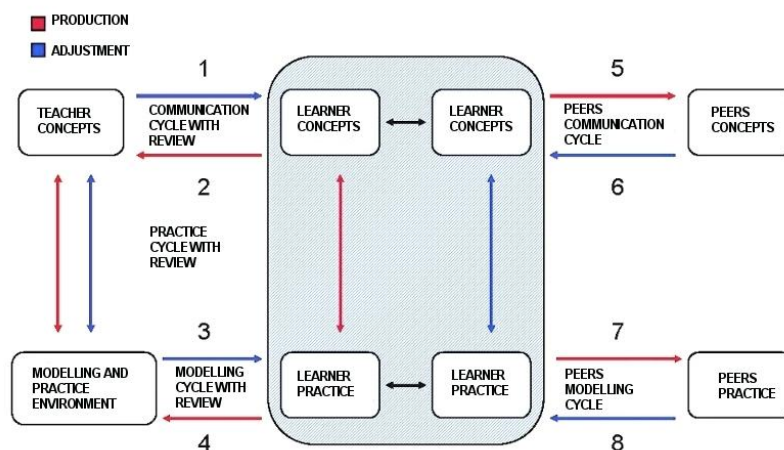 PRODUCTION
ADJUSTMENT
1
5
TEACHER
CONCEPTS
COMMUNICATION
CYCLE WITH
REVIEW
LEARNER
CONCEPTS
LEARNER
CONCEPTS
PEERS
COMMUNICATION
CYCLE
PEERS
CONCEPTS
2
6
PRACTICE
CYCLE WITH
REVIEW
3
7
MODELLING AND
PRACTICE
ENVIRONMENT
MODELLING
CYCLE WITH
REVIEW
LEARNER
PRACTICE
LEARNER
PRACTICE
PEERS
MODELLING
CYCLE
PEERS
PRACTICE
4
8